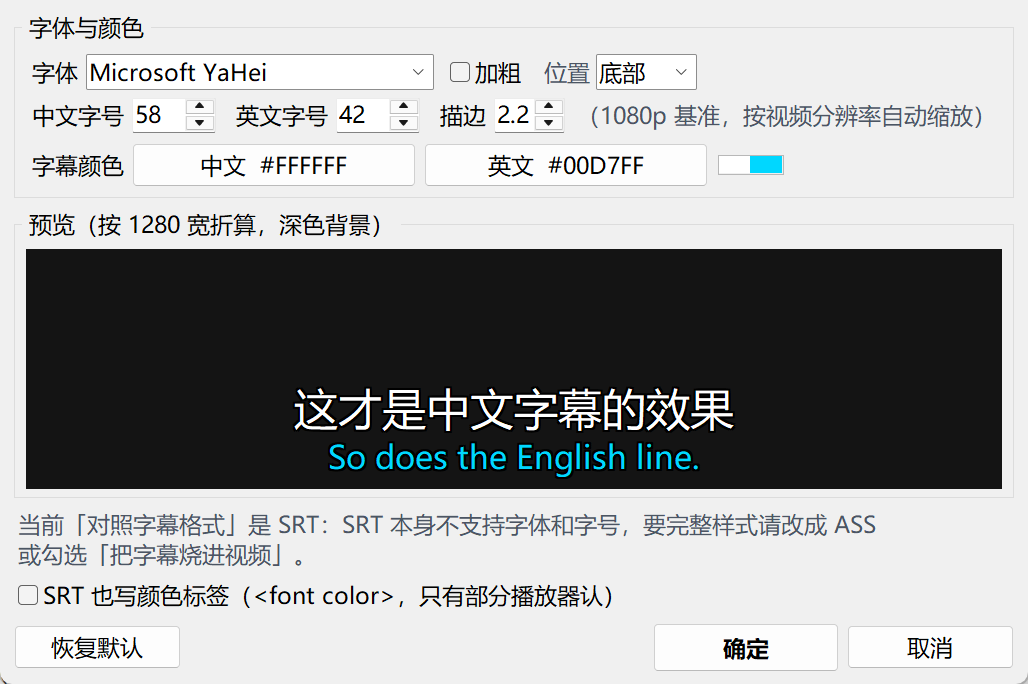 字体与颜色
字体 Microsoft YaHei 加粗 位置 底部
中文字号 58 英文字号 42 描边 2.2 （1080p 基准，按视频分辨率自动缩放）
字幕颜色 中文 #FFFFFF 英文 #00D7FF
预览（按 1280 宽折算，深色背景）
这才是中文字幕的效果
So does the English line.
当前「对照字幕格式」是 SRT：SRT 本身不支持字体和字号，要完整样式请改成 ASS
或勾选「把字幕烧进视频」。
SRT 也写颜色标签（<font color>，只有部分播放器认）
恢复默认 确定 取消